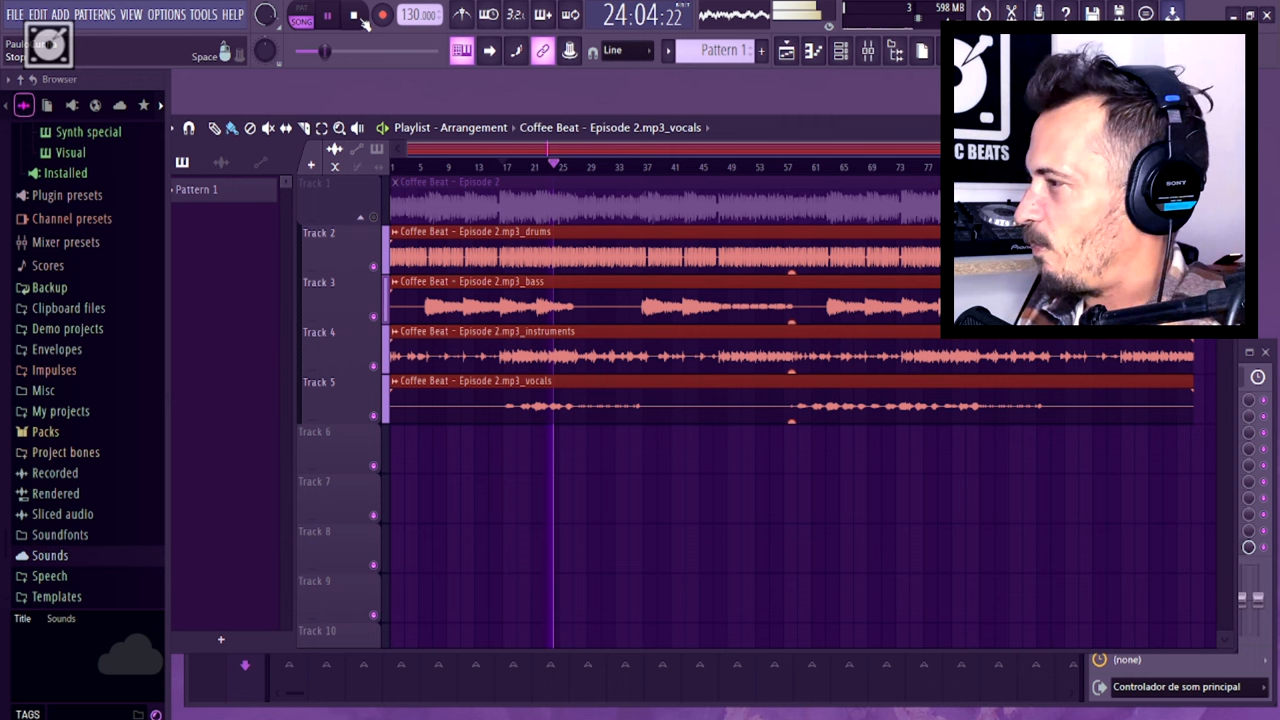 FILE EDIT ADD PATTERNS VIEW OPTIONS TOOLS HELP
PAT
SONG
130.000
3.2.
24:04:22
3
598 MB
Stop
Space
Line
Pattern 1
Browser
Playlist - Arrangement › Coffee Beat - Episode 2.mp3_vocals ›
Synth special
Visual
Installed
Plugin presets
Channel presets
Mixer presets
Scores
Backup
Clipboard files
Demo projects
Envelopes
Impulses
Misc
My projects
Packs
Project bones
Recorded
Rendered
Sliced audio
Soundfonts
Sounds
Speech
Templates
Title Sounds
TAGS
Pattern 1
1 5 9 13 17 21 25 29 33 37 41 45 49 53 57 61 65 69 73 77
Track 1
Coffee Beat - Episode 2
Track 2
Coffee Beat - Episode 2.mp3_drums
Track 3
Coffee Beat - Episode 2.mp3_bass
Track 4
Coffee Beat - Episode 2.mp3_instruments
Track 5
Coffee Beat - Episode 2.mp3_vocals
Track 6
Track 7
Track 8
Track 9
Track 10
C BEATS
SONY
Pioneer
(none)
Controlador de som principal